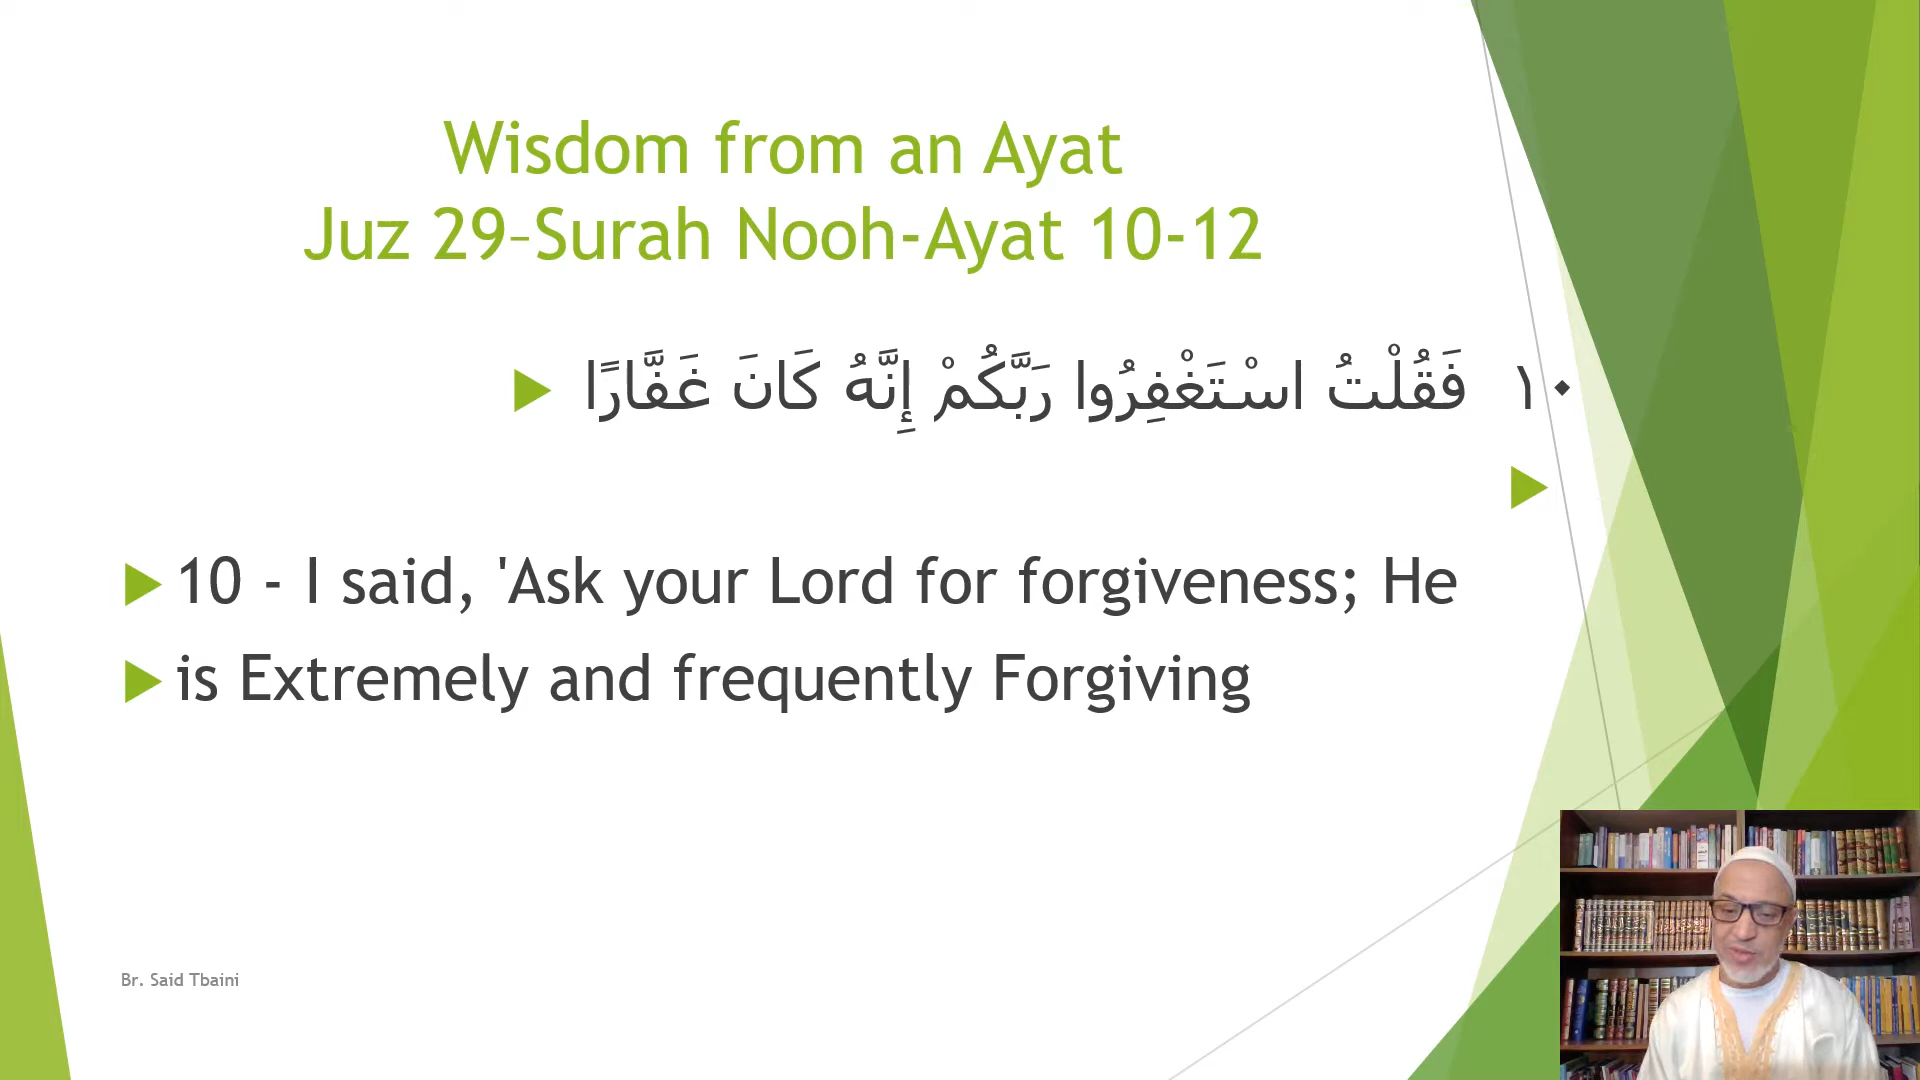 Wisdom from an Ayat
Juz 29–Surah Nooh-Ayat 10-12
١٠ فَقُلْتُ اسْتَغْفِرُوا رَبَّكُمْ إِنَّهُ كَانَ غَفَّارًا
10 - I said, 'Ask your Lord for forgiveness; He
is Extremely and frequently Forgiving
Br. Said Tbaini